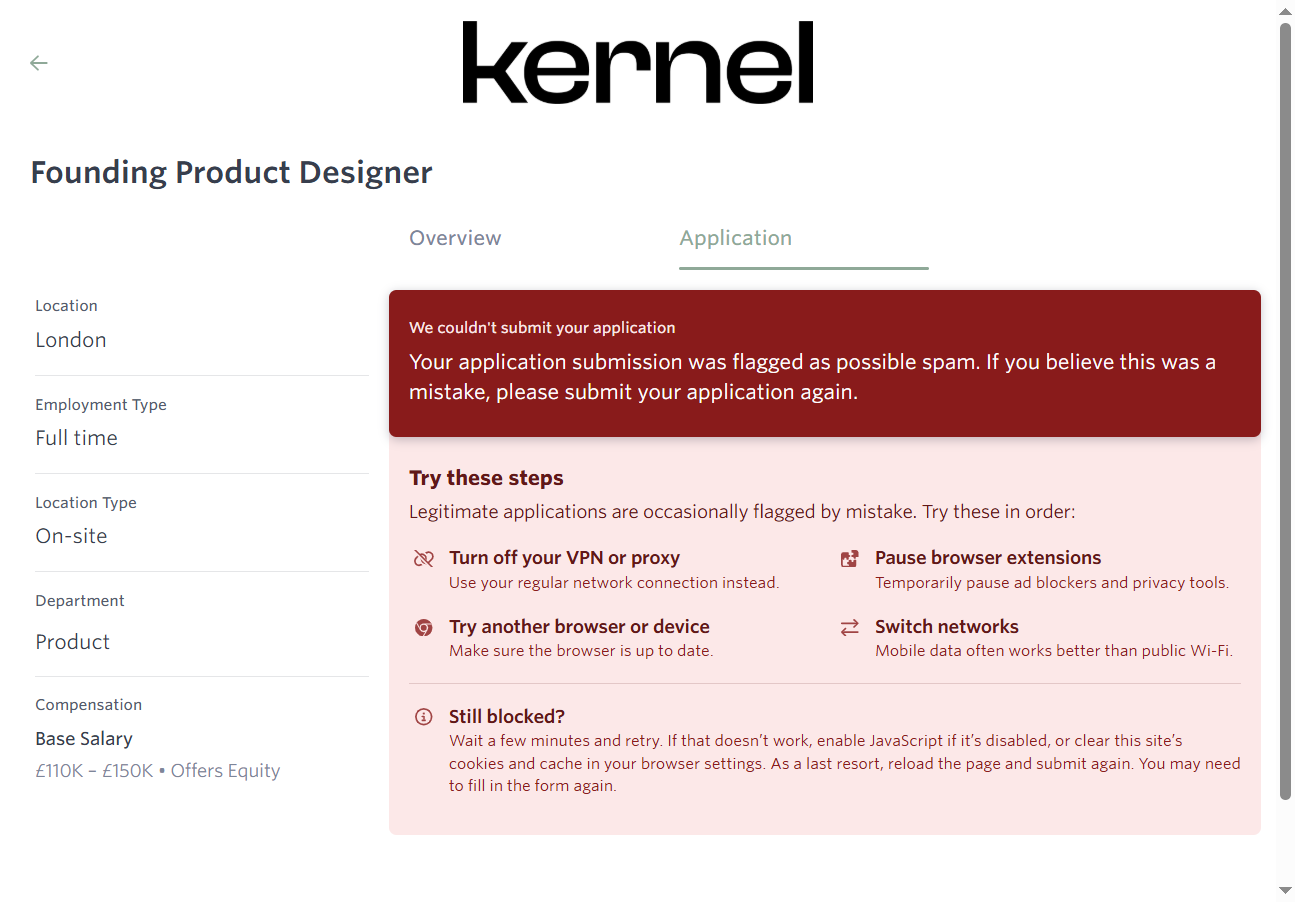 kernel
Founding Product Designer
Overview
Application
Location
London
Employment Type
Full time
Location Type
On-site
Department
Product
Compensation
Base Salary
£110K – £150K • Offers Equity
We couldn't submit your application
Your application submission was flagged as possible spam. If you believe this was a
mistake, please submit your application again.
Try these steps
Legitimate applications are occasionally flagged by mistake. Try these in order:
Turn off your VPN or proxy
Use your regular network connection instead.
Pause browser extensions
Temporarily pause ad blockers and privacy tools.
Try another browser or device
Make sure the browser is up to date.
Switch networks
Mobile data often works better than public Wi-Fi.
Still blocked?
Wait a few minutes and retry. If that doesn’t work, enable JavaScript if it’s disabled, or clear this site’s
cookies and cache in your browser settings. As a last resort, reload the page and submit again. You may need
to fill in the form again.